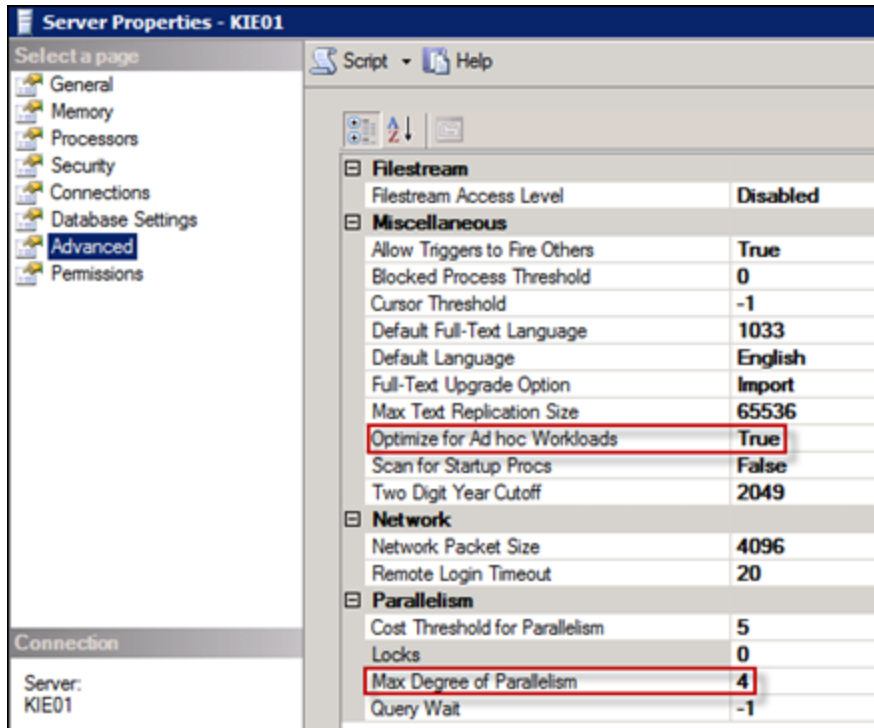 Server Properties - KIE01
Select a page
General
Memory
Processors
Security
Connections
Database Settings
Advanced
Permissions
Connection
Server:
KIE01
Script Help
Filestream
Filestream Access Level Disabled
Miscellaneous
Allow Triggers to Fire Others True
Blocked Process Threshold 0
Cursor Threshold -1
Default Full-Text Language 1033
Default Language English
Full-Text Upgrade Option Import
Max Text Replication Size 65536
Optimize for Ad hoc Workloads True
Scan for Startup Procs False
Two Digit Year Cutoff 2049
Network
Network Packet Size 4096
Remote Login Timeout 20
Parallelism
Cost Threshold for Parallelism 5
Locks 0
Max Degree of Parallelism 4
Query Wait -1